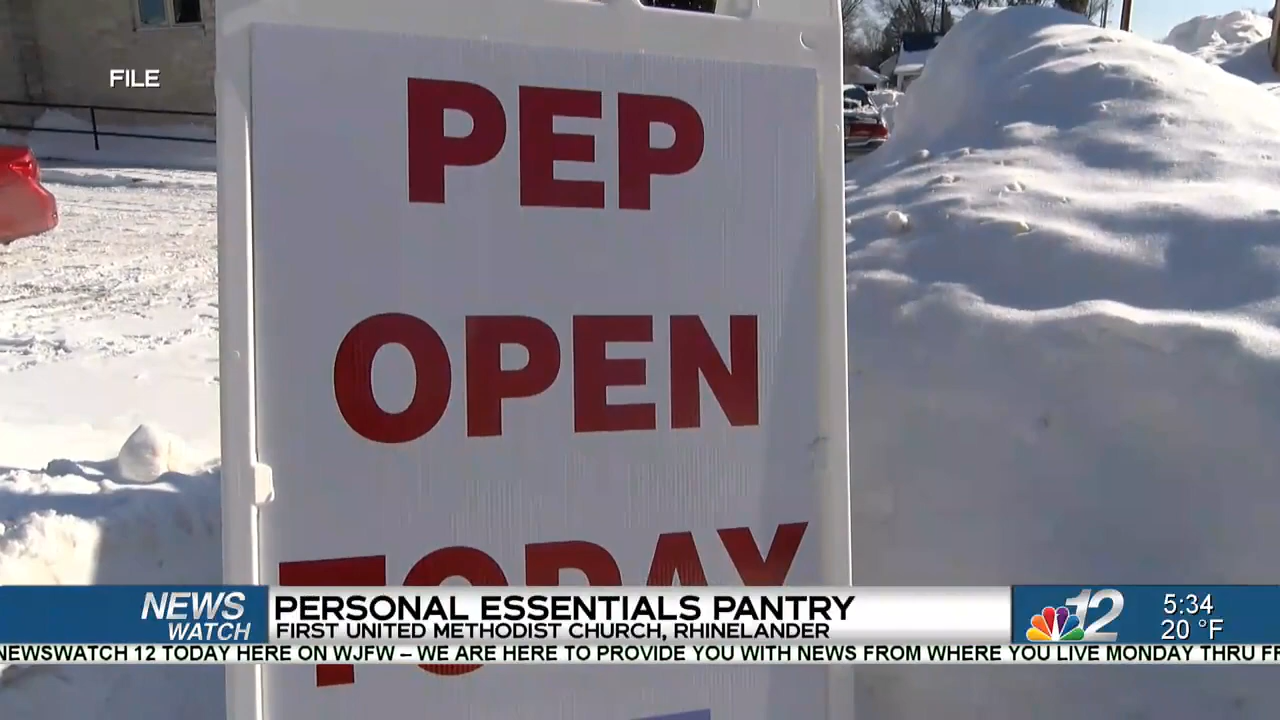 FILE
PEP
OPEN
TODAY
NEWS
WATCH
PERSONAL ESSENTIALS PANTRY
FIRST UNITED METHODIST CHURCH, RHINELANDER
12
5:34
20 °F
NEWSWATCH 12 TODAY HERE ON WJFW – WE ARE HERE TO PROVIDE YOU WITH NEWS FROM WHERE YOU LIVE MONDAY THRU